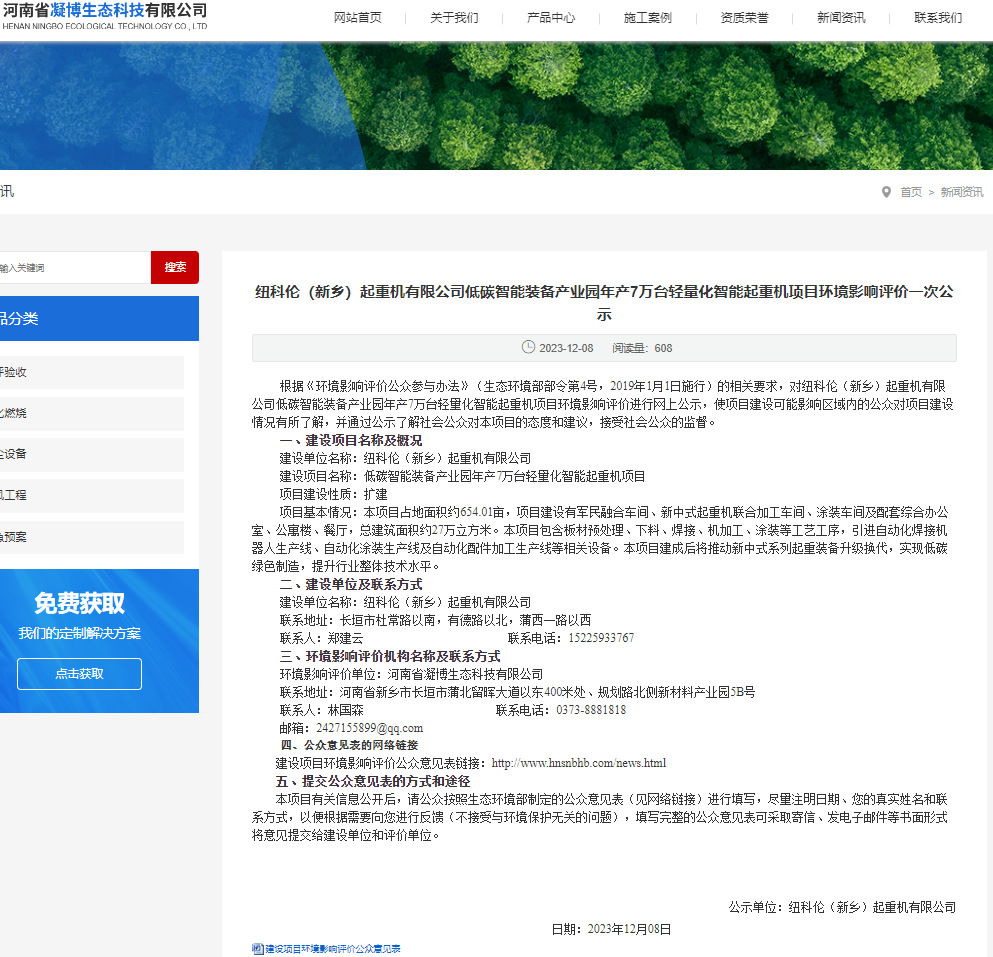 河南省凝博生态科技有限公司
HENAN NINGBO ECOLOGICAL TECHNOLOGY CO., LTD
网站首页 关于我们 产品中心 施工案例 资质荣誉 新闻资讯 联系我们
讯
首页 > 新闻资讯
输入关键词 搜索
品分类
评验收
化燃烧
尘设备
风工程
急预案
免费获取
我们的定制解决方案
点击获取
纽科伦（新乡）起重机有限公司低碳智能装备产业园年产7万台轻量化智能起重机项目环境影响评价一次公
示
2023-12-08 阅读量：608
根据《环境影响评价公众参与办法》（生态环境部部令第4号，2019年1月1日施行）的相关要求，对纽科伦（新乡）起重机有限
公司低碳智能装备产业园年产7万台轻量化智能起重机项目环境影响评价进行网上公示，使项目建设可能影响区域内的公众对项目建设
情况有所了解，并通过公示了解社会公众对本项目的态度和建议，接受社会公众的监督。
一、建设项目名称及概况
建设单位名称：纽科伦（新乡）起重机有限公司
建设项目名称：低碳智能装备产业园年产7万台轻量化智能起重机项目
项目建设性质：扩建
项目基本情况：本项目占地面积约654.01亩，项目建设有军民融合车间、新中式起重机联合加工车间、涂装车间及配套综合办公
室、公寓楼、餐厅，总建筑面积约27万立方米。本项目包含板材预处理、下料、焊接、机加工、涂装等工艺工序，引进自动化焊接机
器人生产线、自动化涂装生产线及自动化配件加工生产线等相关设备。本项目建成后将推动新中式系列起重装备升级换代，实现低碳
绿色制造，提升行业整体技术水平。
二、建设单位及联系方式
建设单位名称：纽科伦（新乡）起重机有限公司
联系地址：长垣市杜常路以南，有德路以北，蒲西一路以西
联系人：郑建云 联系电话：15225933767
三、环境影响评价机构名称及联系方式
环境影响评价单位：河南省凝博生态科技有限公司
联系地址：河南省新乡市长垣市蒲北留晖大道以东400米处、规划路北侧新材料产业园5B号
联系人：林国森 联系电话：0373-8881818
邮箱：2427155899@qq.com
四、公众意见表的网络链接
建设项目环境影响评价公众意见表链接：http://www.hnsnbhb.com/news.html
五、提交公众意见表的方式和途径
本项目有关信息公开后，请公众按照生态环境部制定的公众意见表（见网络链接）进行填写，尽量注明日期、您的真实姓名和联
系方式，以便根据需要向您进行反馈（不接受与环境保护无关的问题），填写完整的公众意见表可采取寄信、发电子邮件等书面形式
将意见提交给建设单位和评价单位。
公示单位：纽科伦（新乡）起重机有限公司
日期：2023年12月08日
建设项目环境影响评价公众意见表